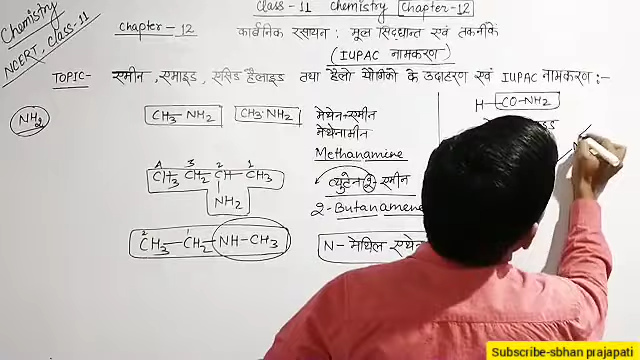 Chemistry
NCERT, Class-11
Class-11 Chemistry Chapter-12
Chapter-12 कार्बनिक रसायन : मूल सिद्धान्त एवं तकनीकें
(IUPAC नामकरण)
TOPIC- एमीन, एमाइड, एसिड हैलाइड तथा हैलो यौगिकों के उदाहरण एवं IUPAC नामकरण :-
NH2
CH3-NH2 CH3-NH2 मेथेन-एमीन
मेथेनामीन
Methanamine
4 3 2 1
CH3 CH2-CH-CH3
NH2
ब्युटेन-2-एमीन
2-Butanamene
2 1
CH3-CH2-NH-CH3
N-मेथिल
H-CO-NH2
Subscribe-sbhan prajapati